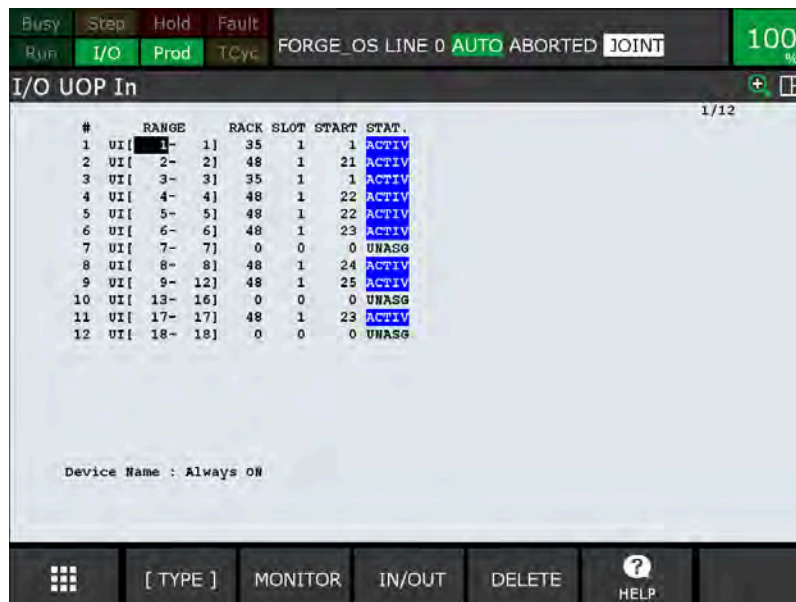 Busy Step Hold Fault
Run I/O Prod TCyc
FORGE_OS LINE 0 AUTO ABORTED JOINT
100
%
I/O UOP In
1/12
# RANGE RACK SLOT START STAT.
1 UI[ 1- 1] 35 1 1 ACTIV
2 UI[ 2- 2] 48 1 21 ACTIV
3 UI[ 3- 3] 35 1 1 ACTIV
4 UI[ 4- 4] 48 1 22 ACTIV
5 UI[ 5- 5] 48 1 22 ACTIV
6 UI[ 6- 6] 48 1 23 ACTIV
7 UI[ 7- 7] 0 0 0 UNASG
8 UI[ 8- 8] 48 1 24 ACTIV
9 UI[ 9- 12] 48 1 25 ACTIV
10 UI[ 13- 16] 0 0 0 UNASG
11 UI[ 17- 17] 48 1 23 ACTIV
12 UI[ 18- 18] 0 0 0 UNASG
Device Name : Always ON
[ TYPE ] MONITOR IN/OUT DELETE ?
HELP